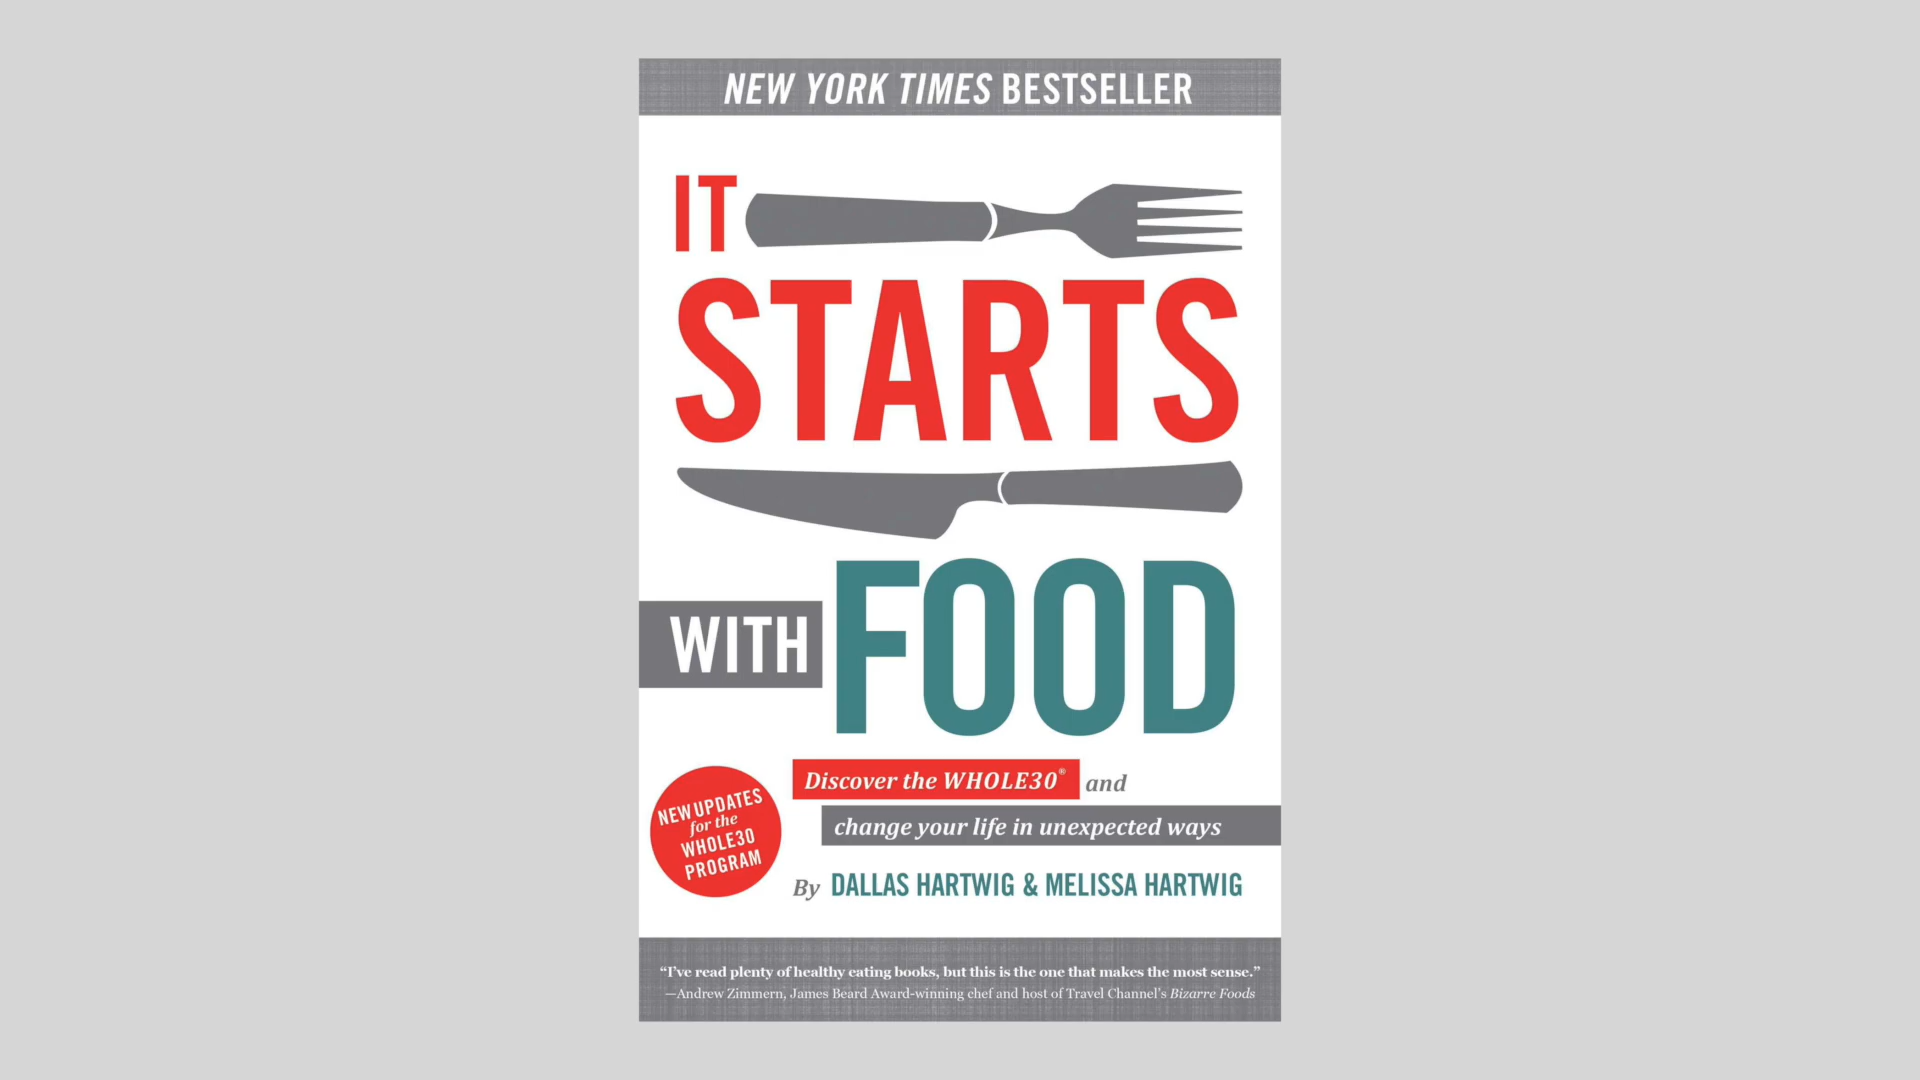 NEW YORK TIMES BESTSELLER
IT
STARTS
WITH FOOD
Discover the WHOLE30® and
change your life in unexpected ways
NEW UPDATES
for the
WHOLE30
PROGRAM
By DALLAS HARTWIG & MELISSA HARTWIG
“I’ve read plenty of healthy eating books, but this is the one that makes the most sense.”
—Andrew Zimmern, James Beard Award-winning chef and host of Travel Channel’s Bizarre Foods